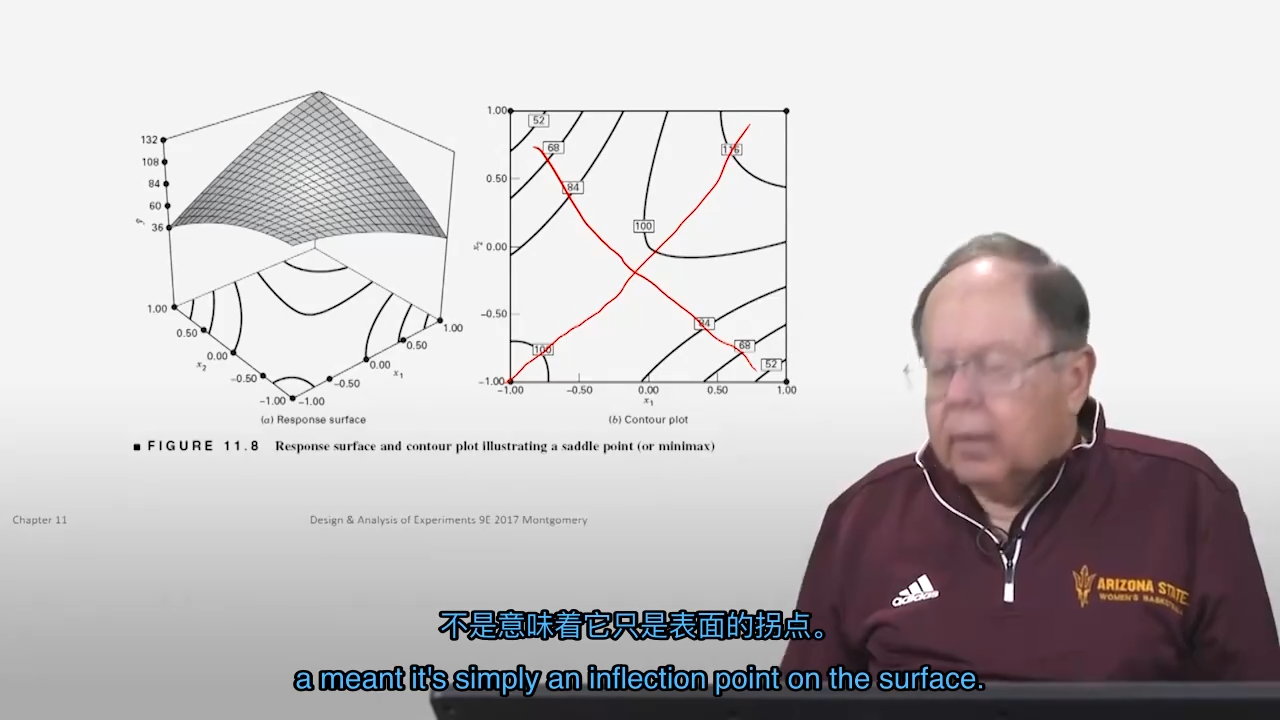 132
108
84
60
36
ŷ
1.00
0.50
0.00
−0.50
−1.00
x2
−1.00
−0.50
0.00
0.50
1.00
x1
(a) Response surface
1.00
0.50
0.00
−0.50
−1.00
x2
52
68
84
116
100
100
84
68
52
−1.00 −0.50 0.00 0.50 1.00
x1
(b) Contour plot
■ FIGURE 11.8 Response surface and contour plot illustrating a saddle point (or minimax)
Chapter 11
Design & Analysis of Experiments 9E 2017 Montgomery
adidas
ARIZONA STATE
WOMEN'S
不是意味着它只是表面的拐点。
a meant it's simply an inflection point on the surface.